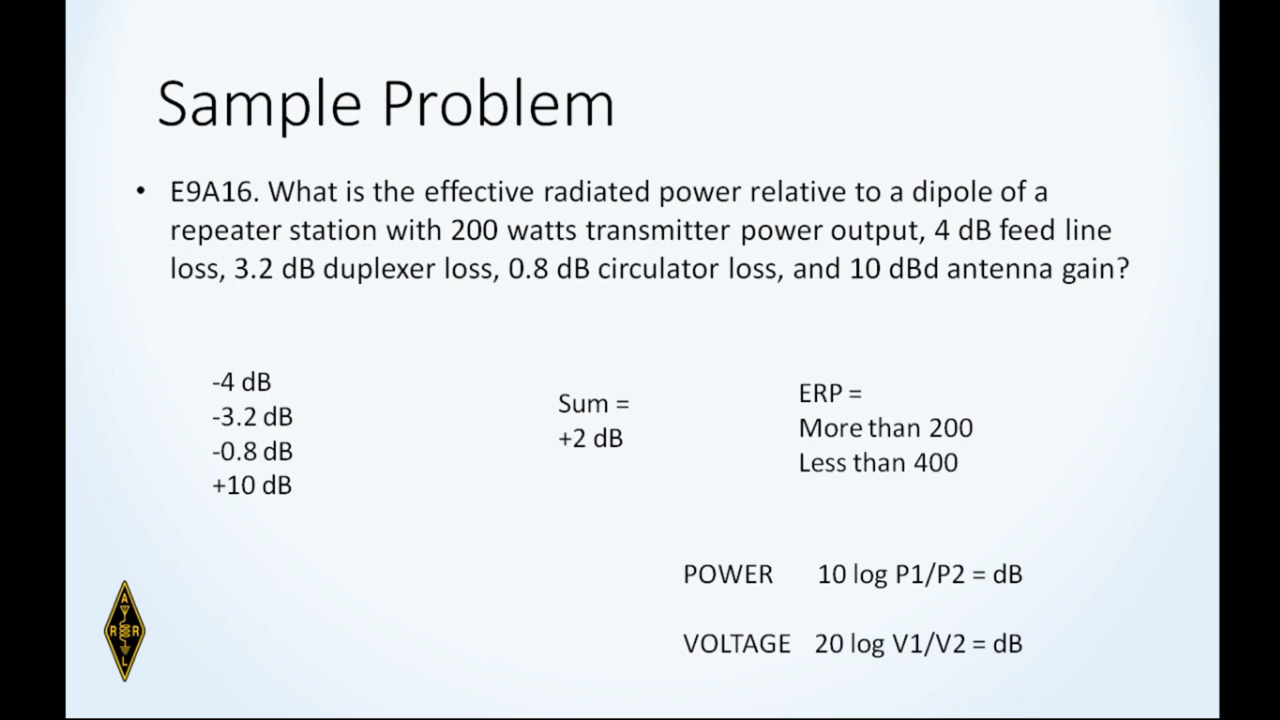 Sample Problem
• E9A16. What is the effective radiated power relative to a dipole of a
repeater station with 200 watts transmitter power output, 4 dB feed line
loss, 3.2 dB duplexer loss, 0.8 dB circulator loss, and 10 dBd antenna gain?
-4 dB
-3.2 dB
-0.8 dB
+10 dB
Sum =
+2 dB
ERP =
More than 200
Less than 400
POWER 10 log P1/P2 = dB
VOLTAGE 20 log V1/V2 = dB
A
R R
L